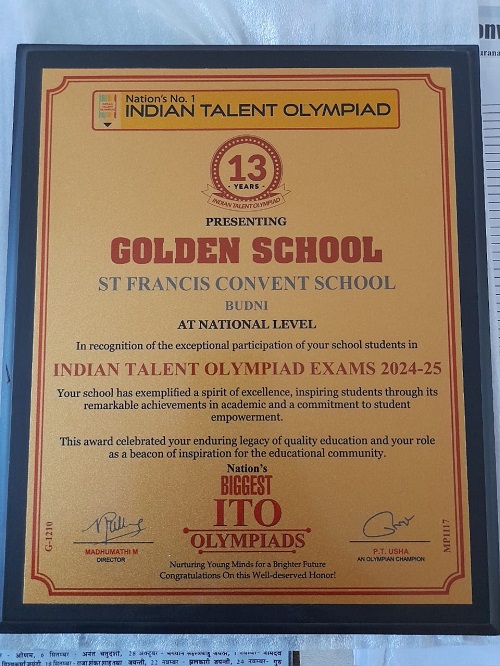 Nation's No. 1
INDIAN TALENT OLYMPIAD
13
- YEARS -
INDIAN TALENT OLYMPIAD
PRESENTING
GOLDEN SCHOOL
ST FRANCIS CONVENT SCHOOL
BUDNI
AT NATIONAL LEVEL
In recognition of the exceptional participation of your school students in
INDIAN TALENT OLYMPIAD EXAMS 2024-25
Your school has exemplified a spirit of excellence, inspiring students through its
remarkable achievements in academic and a commitment to student
empowerment.
This award celebrated your enduring legacy of quality education and your role
as a beacon of inspiration for the educational community.
Nation's
BIGGEST
ITO
OLYMPIADS
G-1210
MADHUMATHI M
DIRECTOR
P.T. USHA
AN OLYMPIAN CHAMPION
MP1117
Nurturing Young Minds for a Brighter Future
Congratulations On this Well-deserved Honor!